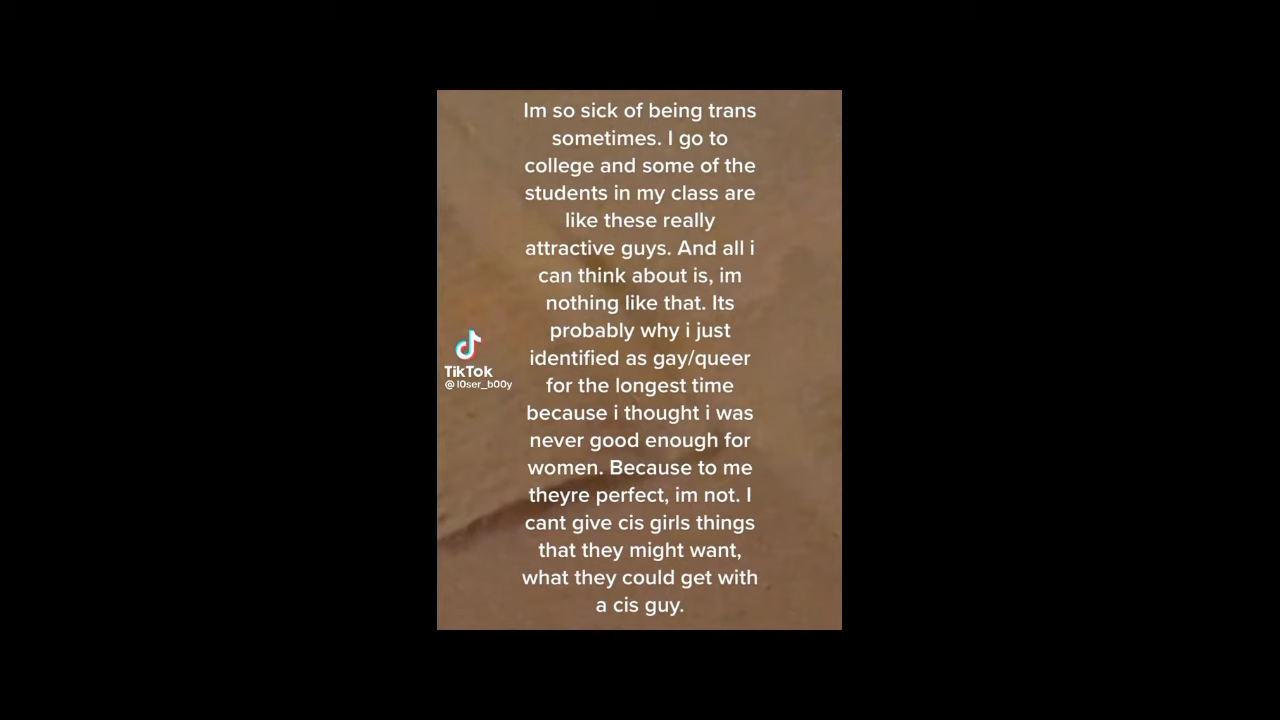 Im so sick of being trans
sometimes. I go to
college and some of the
students in my class are
like these really
attractive guys. And all i
can think about is, im
nothing like that. Its
probably why i just
identified as gay/queer
for the longest time
because i thought i was
never good enough for
women. Because to me
theyre perfect, im not. I
cant give cis girls things
that they might want,
what they could get with
a cis guy.
TikTok
@l0ser_b00y